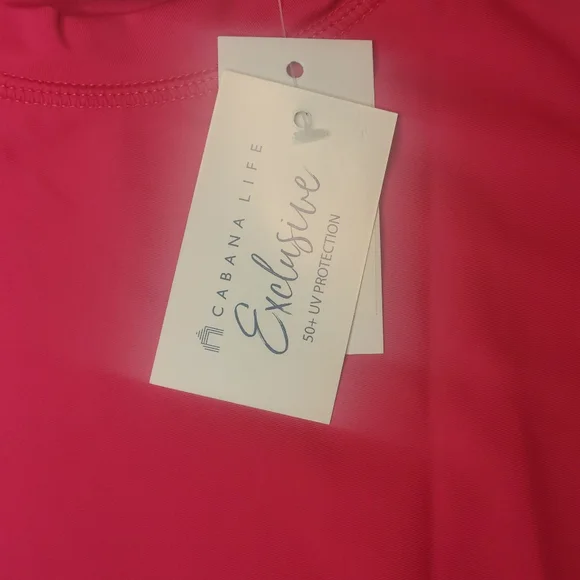 CABANA LIFE
Exclusive
50+ UV PROTECTION